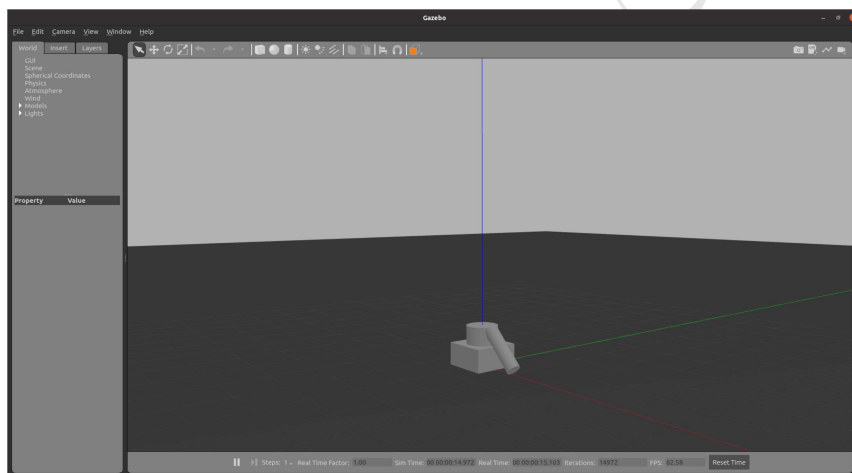 Gazebo
File Edit Camera View Window Help
World Insert Layers
GUI
Scene
Spherical Coordinates
Physics
Atmosphere
Wind
Models
Lights
Property Value
Steps: 1 Real Time Factor: 1.00 Sim Time: 00 00:00:14.972 Real Time: 00 00:00:15.103 Iterations: 14972 FPS: 62.58 Reset Time